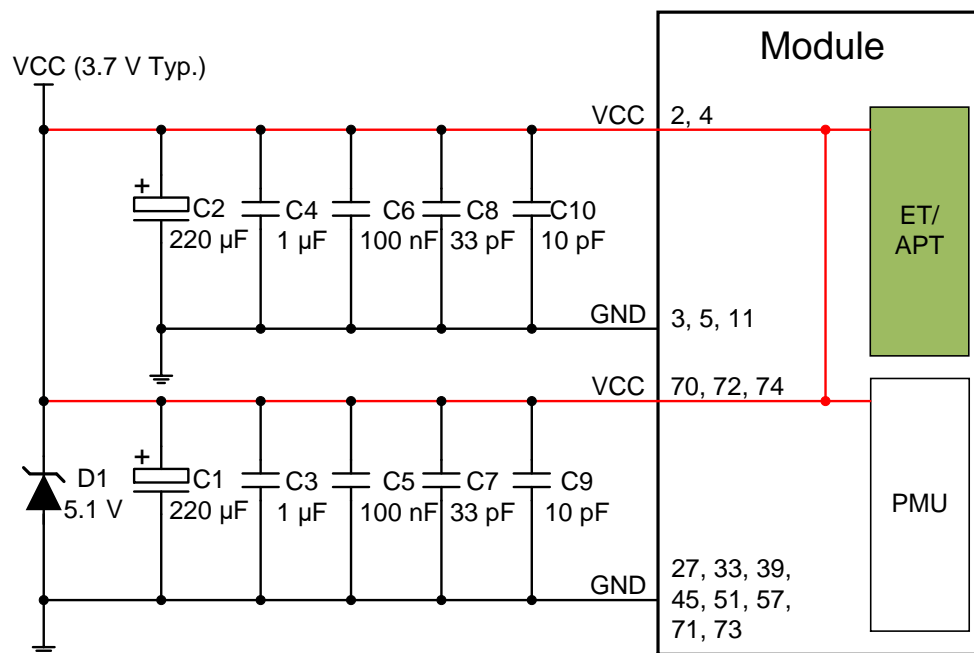 Module
VCC (3.7 V Typ.)
VCC
2, 4
+
C2
C4
C6
C8
C10
220 µF
1 µF
100 nF
33 pF
10 pF
ET/
APT
GND
3, 5, 11
VCC
70, 72, 74
+
D1
C1
C3
C5
C7
C9
5.1 V
220 µF
1 µF
100 nF
33 pF
10 pF
PMU
GND
27, 33, 39,
45, 51, 57,
71, 73